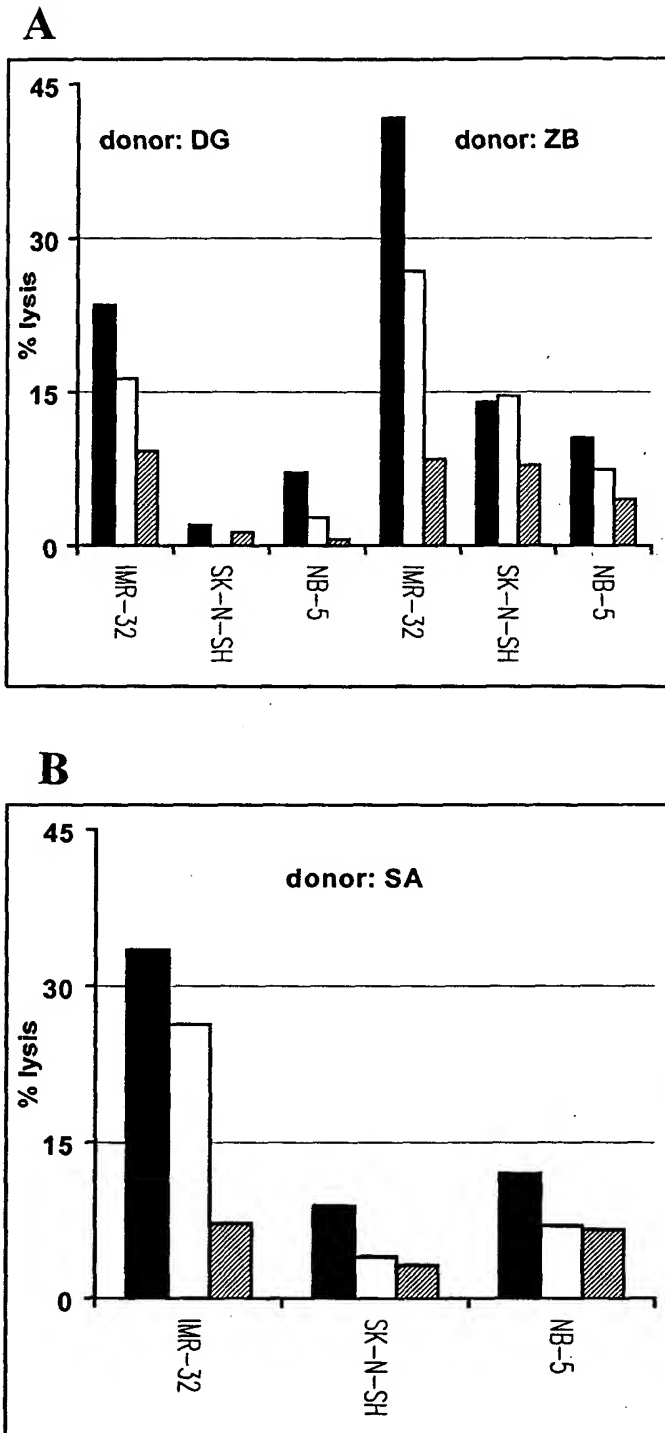 A
45
donor: DG
donor: ZB
30
% lysis
15
0
IMR-32
SK-N-SH
NB-5
IMR-32
SK-N-SH
NB-5
B
45
donor: SA
30
% lysis
15
0
IMR-32
SK-N-SH
NB-5